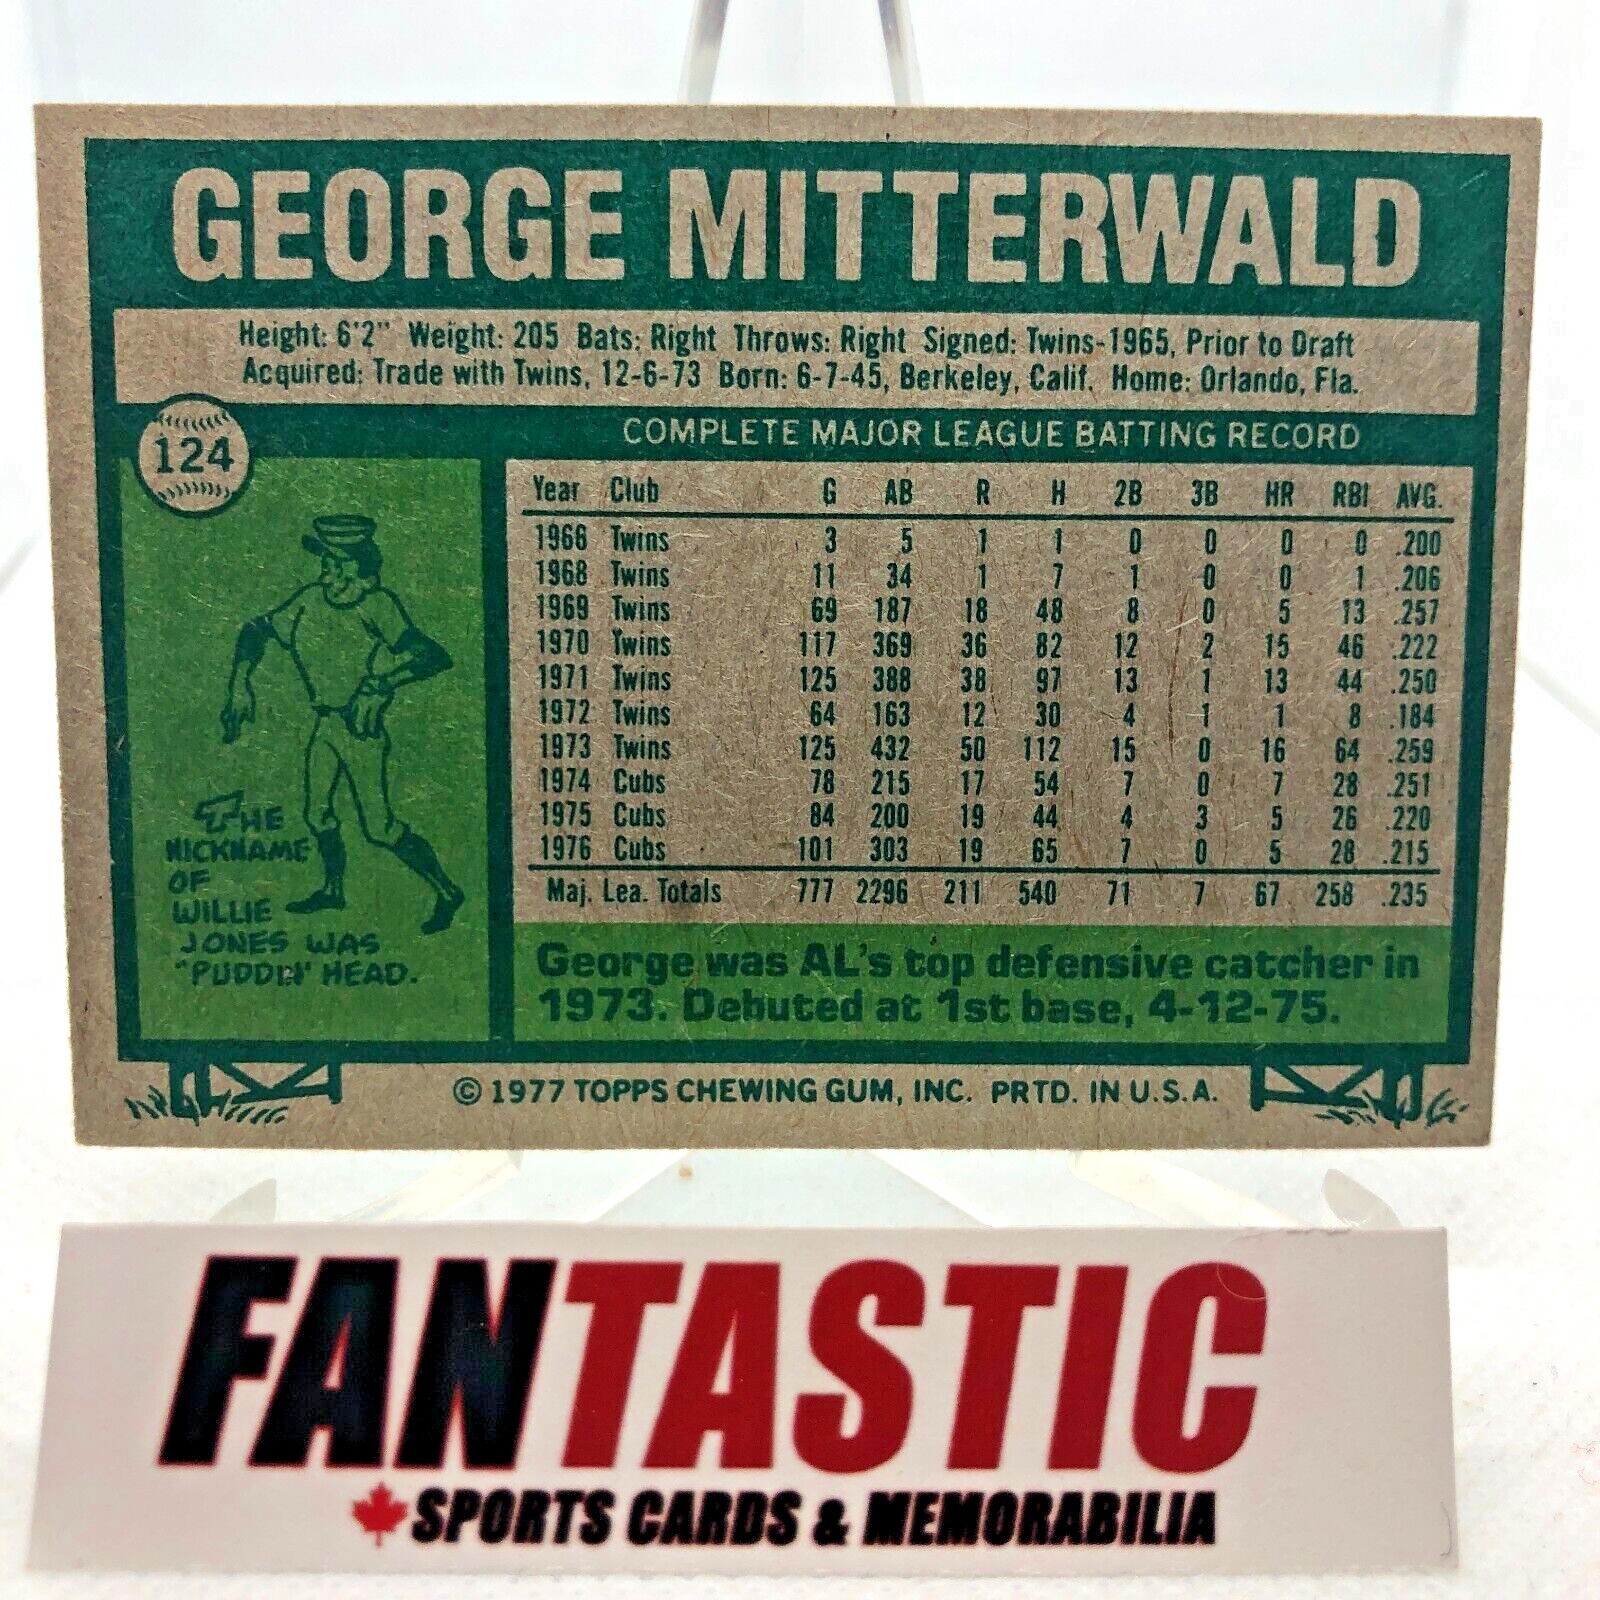 GEORGE MITTERWALD
Height: 6'2" Weight: 205 Bats: Right Throws: Right Signed: Twins-1965, Prior to Draft
Acquired: Trade with Twins, 12-6-73 Born: 6-7-45, Berkeley, Calif. Home: Orlando, Fla.
124
COMPLETE MAJOR LEAGUE BATTING RECORD
Year Club G AB R H 2B 3B HR RBI AVG.
1966 Twins 3 5 1 1 0 0 0 0 .200
1968 Twins 11 34 1 7 1 0 0 1 .206
1969 Twins 69 187 18 48 8 0 5 13 .257
1970 Twins 117 369 36 82 12 2 15 46 .222
1971 Twins 125 388 38 97 13 1 13 44 .250
1972 Twins 64 163 12 30 4 1 1 8 .184
1973 Twins 125 432 50 112 15 0 16 64 .259
1974 Cubs 78 215 17 54 7 0 7 28 .251
1975 Cubs 84 200 19 44 4 3 5 26 .220
1976 Cubs 101 303 19 65 7 0 5 28 .215
Maj. Lea. Totals 777 2296 211 540 71 7 67 258 .235
THE
NICKNAME
OF
WILLIE
JONES WAS
"PUDDIN' HEAD.
George was AL's top defensive catcher in
1973. Debuted at 1st base, 4-12-75.
© 1977 TOPPS CHEWING GUM, INC. PRTD. IN U.S.A.
FANTASTIC
SPORTS CARDS & MEMORABILIA